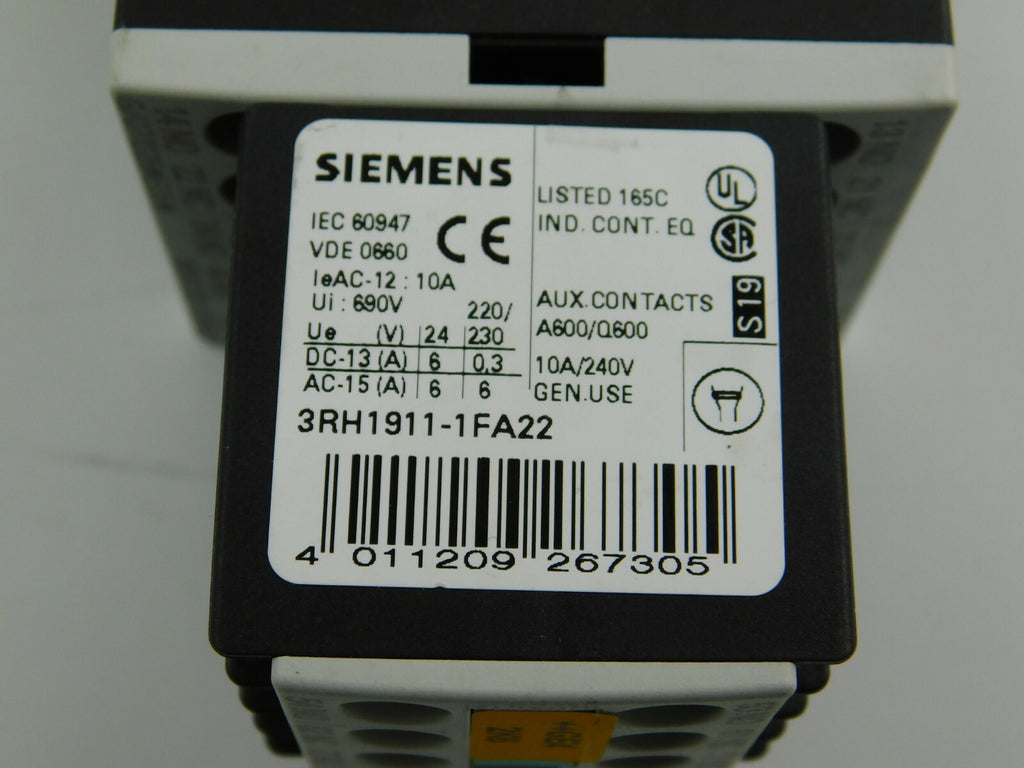 SIEMENS
IEC 60947
VDE 0660
CE
IeAC-12 : 10A
Ui : 690V
220/
Ue (V) 24 230
DC-13 (A) 6 0,3
AC-15 (A) 6 6
LISTED 165C
IND. CONT. EQ
UL
SA
AUX.CONTACTS
A600/Q600
S19
10A/240V
GEN.USE
3RH1911-1FA22
4 011209 267305